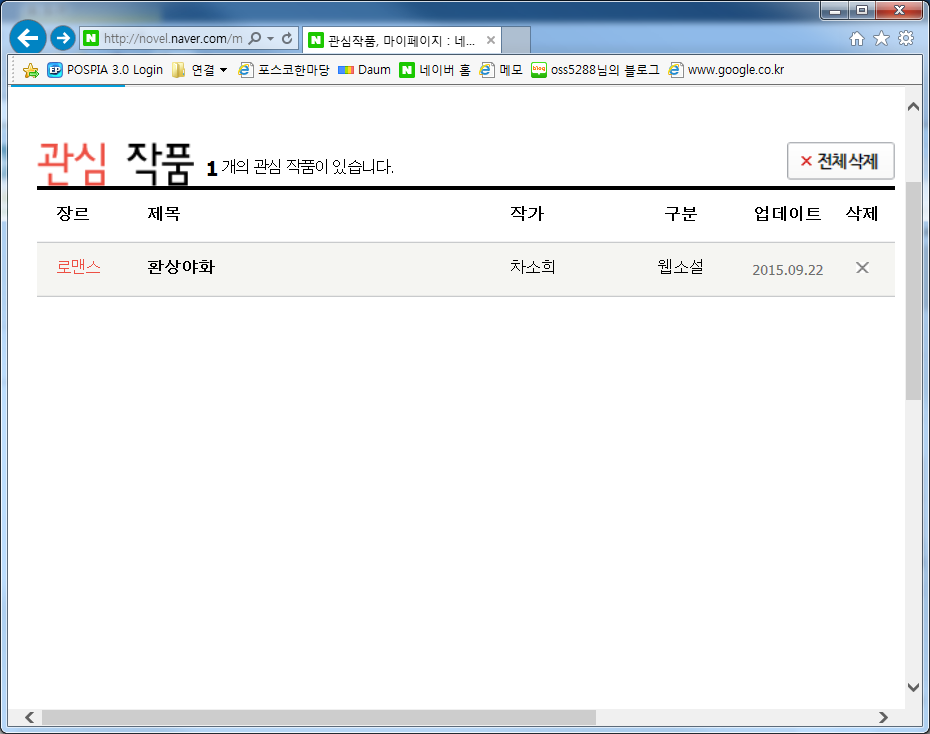 http://novel.naver.com/m
관심작품, 마이페이지 : 네...
POSPIA 3.0 Login 연결 포스코한마당 Daum 네이버 홈 메모 oss5288님의 블로그 www.google.co.kr
관심 작품 1 개의 관심 작품이 있습니다. 전체삭제
장르 제목 작가 구분 업데이트 삭제
로맨스 환상야화 차소희 웹소설 2015.09.22